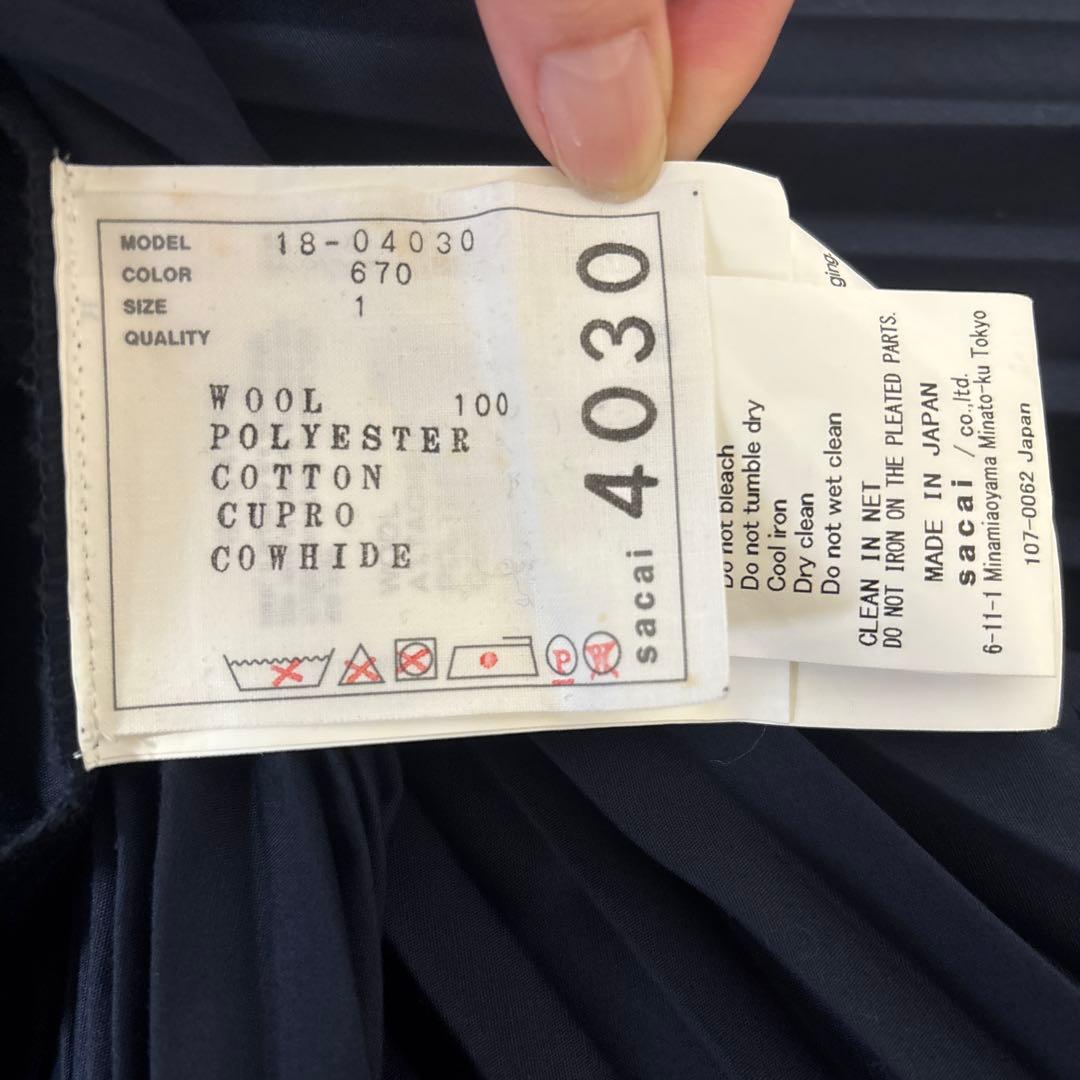 MODEL 18-04030
COLOR 670
SIZE 1
QUALITY
WOOL 100
POLYESTER
COTTON
CUPRO
COWHIDE
P
W
sacai 4030
ging
Do not bleach
Do not tumble dry
Cool iron
Dry clean
Do not wet clean
CLEAN IN NET
DO NOT IRON ON THE PLEATED PARTS.
MADE IN JAPAN
sacai / co.,ltd.
6-11-1 Minamiaoyama Minato-ku Tokyo
107-0062 Japan